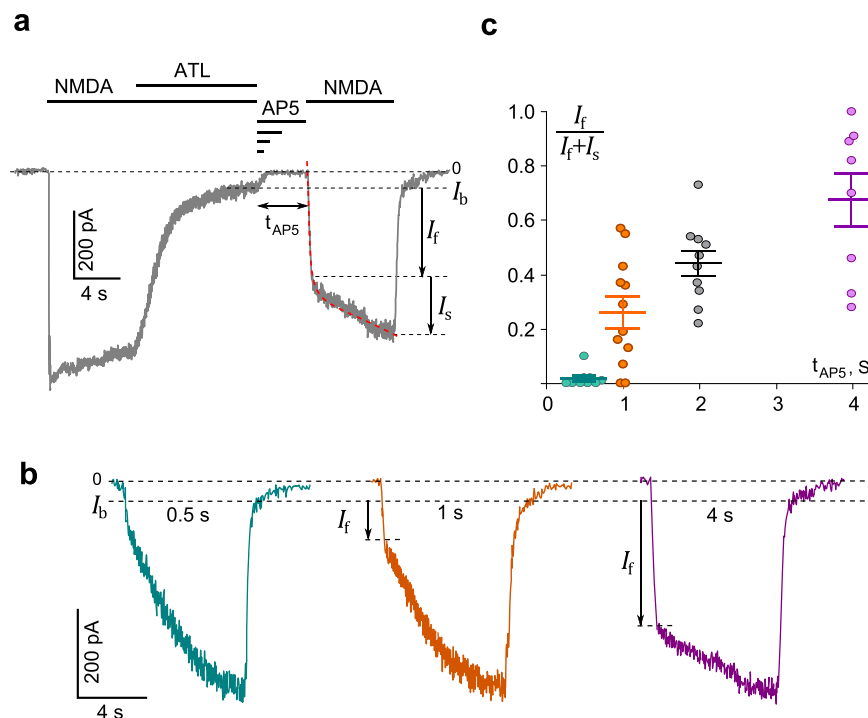 a
ATL
NMDA
NMDA
AP5
0
I_b
t_AP5
I_f
I_s
200 pA
4 s
c
1.0
I_f
I_f+I_s
0.8
0.6
0.4
0.2
t_AP5, s
0 1 2 3 4
b
0
I_b
0.5 s
1 s
4 s
I_f
I_f
200 pA
4 s